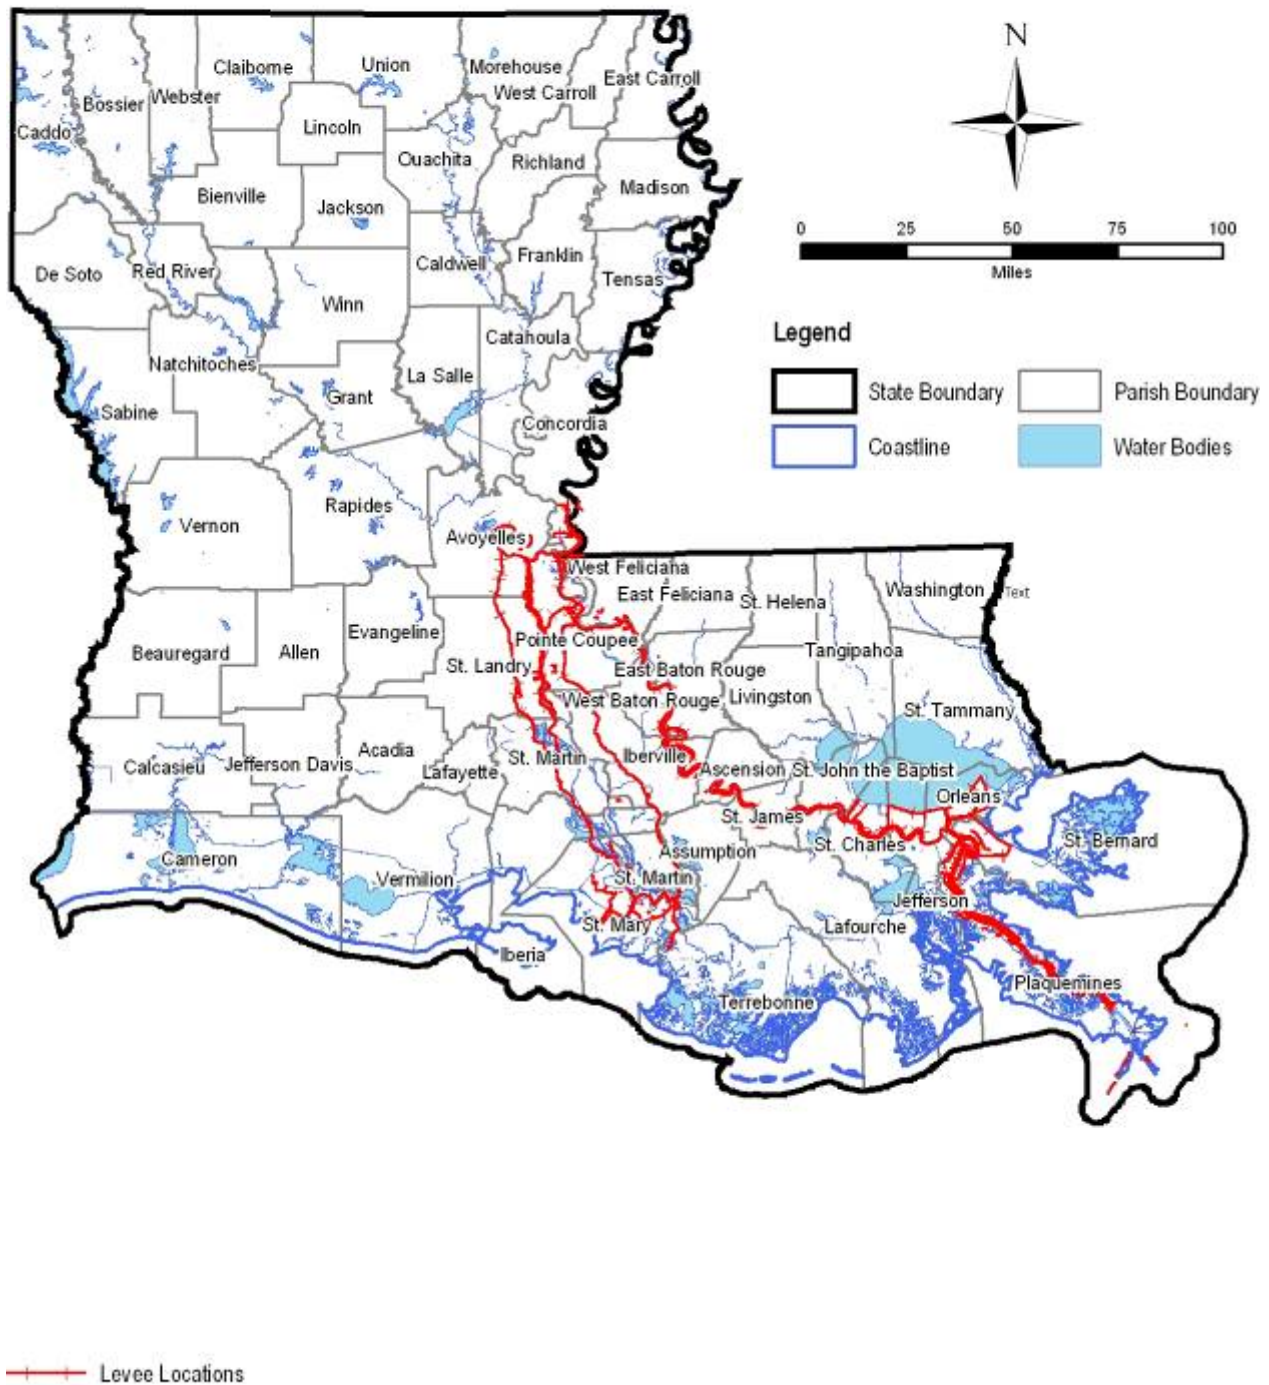 N
0 25 50 75 100
Miles
Legend
State Boundary
Parish Boundary
Coastline
Water Bodies
Claiborne
Union
Morehouse
West Carroll
East Carroll
Bossier
Webster
Caddo
Lincoln
Ouachita
Richland
Madison
Bienville
Jackson
De Soto
Red River
Caldwell
Franklin
Tensas
Winn
Natchitoches
Catahoula
La Salle
Sabine
Grant
Concordia
Vernon
Rapides
Avoyelles
West Feliciana
East Feliciana
St. Helena
Washington
Text
Beauregard
Allen
Evangeline
Pointe Coupee
St. Landry
Tangipahoa
East Baton Rouge
West Baton Rouge
Livingston
St. Tammany
Calcasieu
Jefferson Davis
Acadia
Lafayette
St. Martin
Iberville
Ascension
St. John the Baptist
Orleans
St. James
St. Charles
St. Bernard
Cameron
Vermilion
Assumption
St. Martin
Jefferson
St. Mary
Lafourche
Iberia
Terrebonne
Plaquemines
Levee Locations